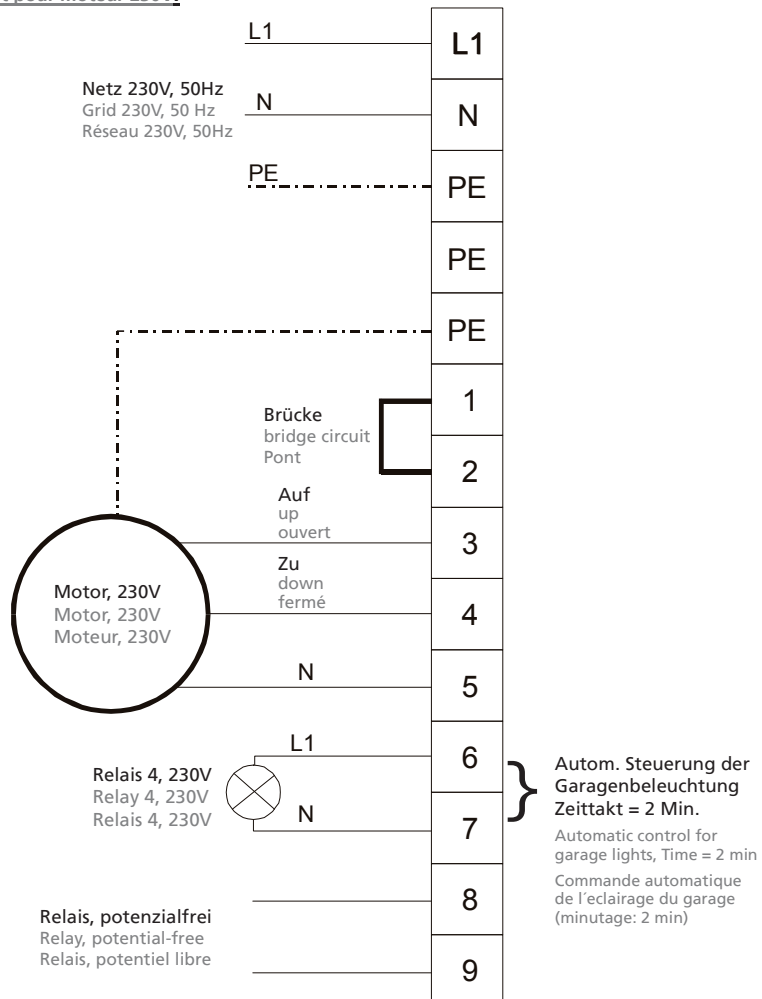 pour Moteur 230V:
L1
L1
Netz 230V, 50Hz
Grid 230V, 50 Hz
Réseau 230V, 50Hz
N
N
PE
PE
PE
PE
1
Brücke
bridge circuit
Pont
2
Auf
up
ouvert
3
Zu
down
fermé
4
Motor, 230V
Motor, 230V
Moteur, 230V
N
5
L1
6
Relais 4, 230V
Relay 4, 230V
Relais 4, 230V
N
7
}
Autom. Steuerung der
Garagenbeleuchtung
Zeittakt = 2 Min.
Automatic control for
garage lights, Time = 2 min
Commande automatique
de l´eclairage du garage
(minutage: 2 min)
8
Relais, potenzialfrei
Relay, potential-free
Relais, potentiel libre
9